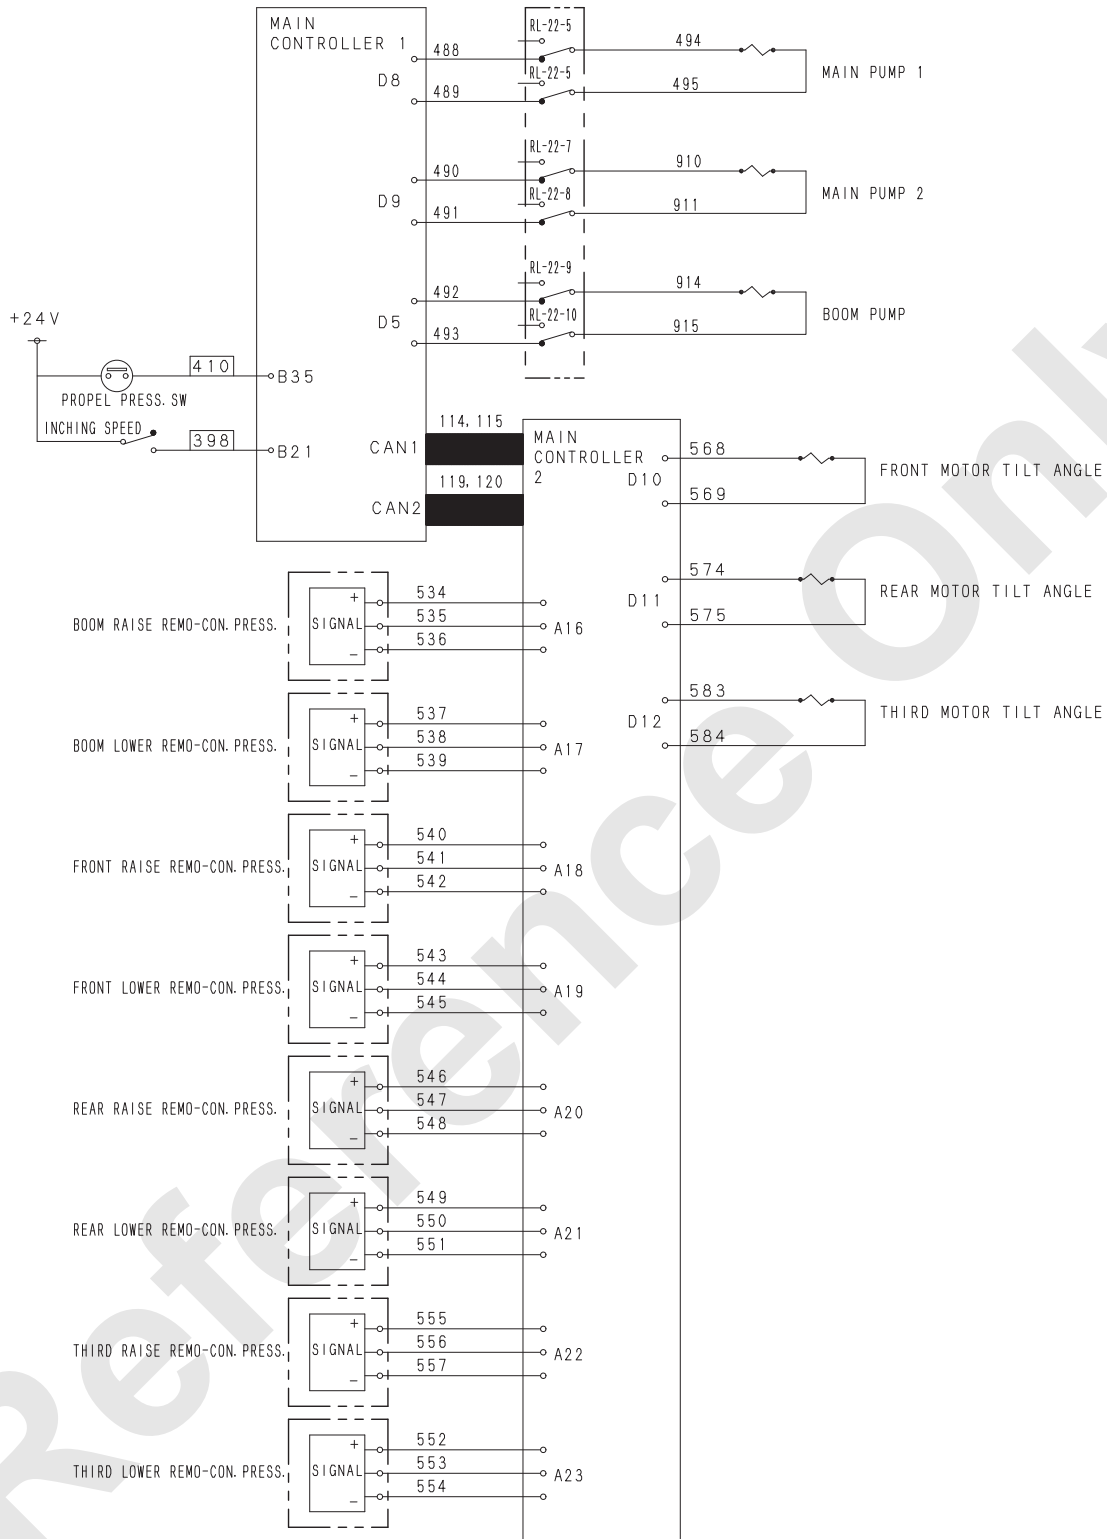 MAIN
CONTROLLER 1
RL-22-5
488
494
D8
RL-22-5
MAIN PUMP 1
489
495
RL-22-7
490
910
D9
RL-22-8
MAIN PUMP 2
491
911
RL-22-9
492
914
+24V
D5
RL-22-10
BOOM PUMP
493
915
410
B35
PROPEL PRESS. SW
INCHING SPEED
398
B21
114, 115
CAN1
MAIN
CONTROLLER
2
568
D10
FRONT MOTOR TILT ANGLE
569
119, 120
CAN2
574
D11
REAR MOTOR TILT ANGLE
575
583
D12
THIRD MOTOR TILT ANGLE
584
BOOM RAISE REMO-CON. PRESS.
+
SIGNAL
−
534
535
536
A16
BOOM LOWER REMO-CON. PRESS.
+
SIGNAL
−
537
538
539
A17
FRONT RAISE REMO-CON. PRESS.
+
SIGNAL
−
540
541
542
A18
FRONT LOWER REMO-CON. PRESS.
+
SIGNAL
−
543
544
545
A19
REAR RAISE REMO-CON. PRESS.
+
SIGNAL
−
546
547
548
A20
REAR LOWER REMO-CON. PRESS.
+
SIGNAL
−
549
550
551
A21
THIRD RAISE REMO-CON. PRESS.
+
SIGNAL
−
555
556
557
A22
THIRD LOWER REMO-CON. PRESS.
+
SIGNAL
−
552
553
554
A23
Reference Only